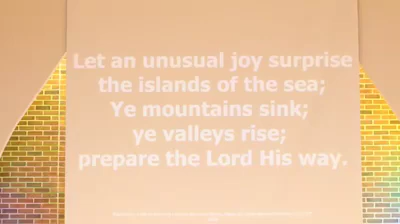 Let an unusual joy surprise
the islands of the sea;
Ye mountains sink;
ye valleys rise;
prepare the Lord His way.